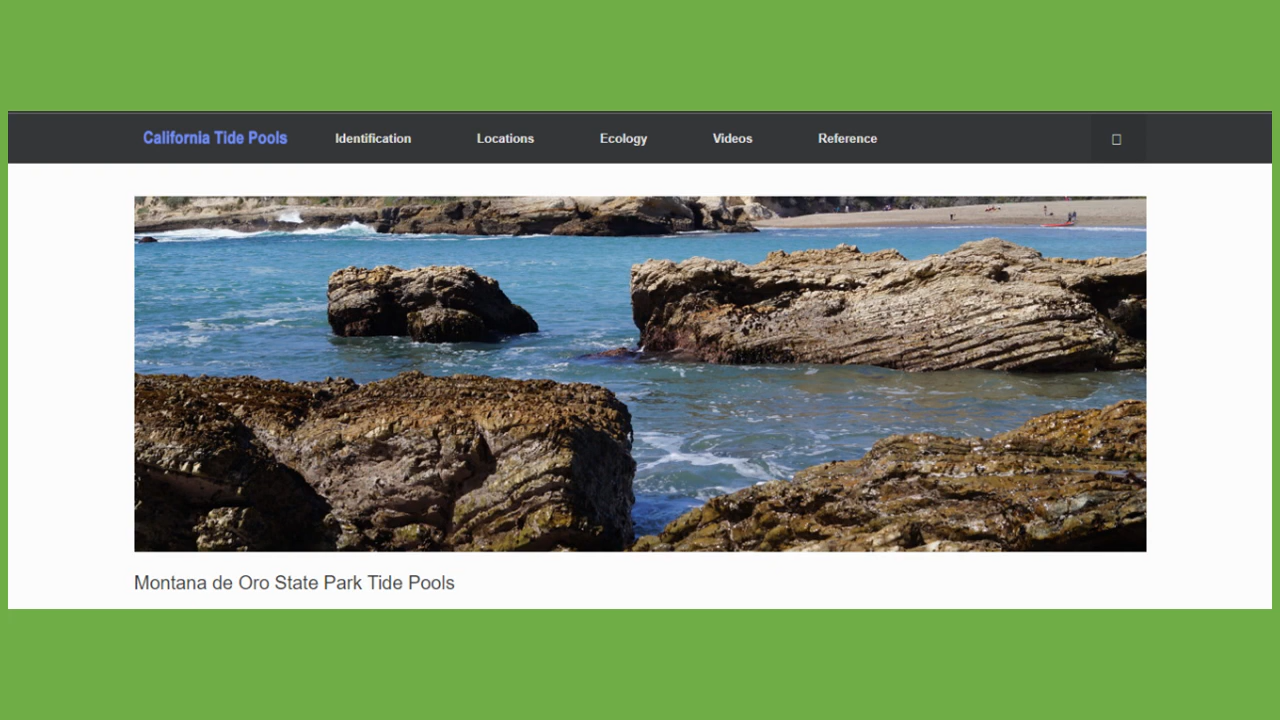 California Tide Pools Identification Locations Ecology Videos Reference
Montana de Oro State Park Tide Pools